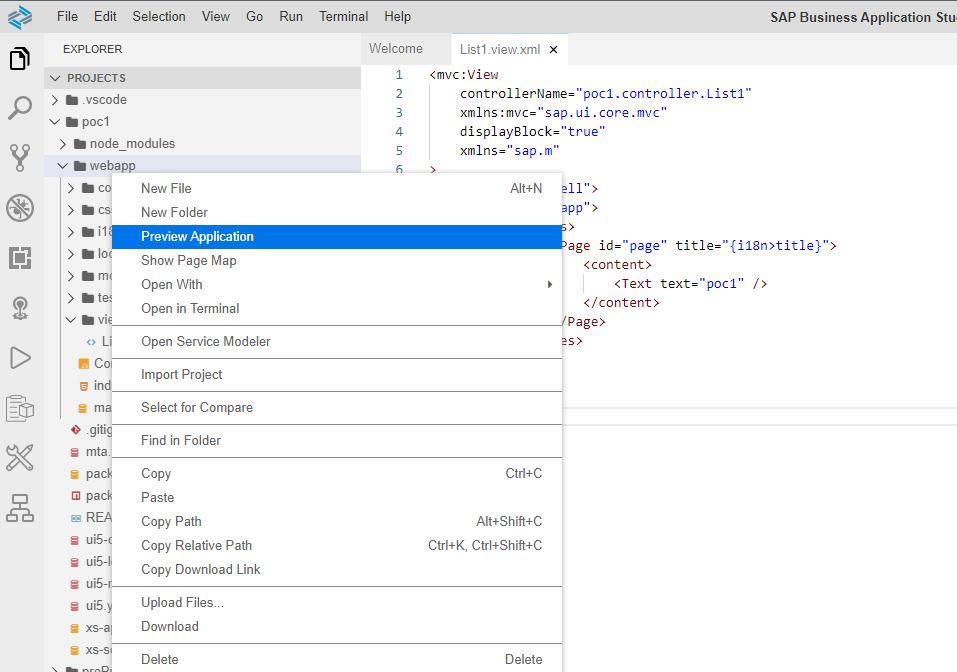 File Edit Selection View Go Run Terminal Help
SAP Business Application Stu
EXPLORER
PROJECTS
.vscode
poc1
node_modules
webapp
co
cs
i18
loc
mo
tes
vie
Li
Co
ind
ma
.gitig
mta.
pack
pack
REA
ui5-
ui5-l
ui5-
ui5.y
xs-a
xs-s
Welcome
List1.view.xml
1 <mvc:View
2 controllerName="poc1.controller.List1"
3 xmlns:mvc="sap.ui.core.mvc"
4 displayBlock="true"
5 xmlns="sap.m"
6 >
ell">
app">
s>
Page id="page" title="{i18n>title}">
<content>
<Text text="poc1" />
</content>
/Page>
es>
New File Alt+N
New Folder
Preview Application
Show Page Map
Open With
Open in Terminal
Open Service Modeler
Import Project
Select for Compare
Find in Folder
Copy Ctrl+C
Paste
Copy Path Alt+Shift+C
Copy Relative Path Ctrl+K, Ctrl+Shift+C
Copy Download Link
Upload Files...
Download
Delete Delete